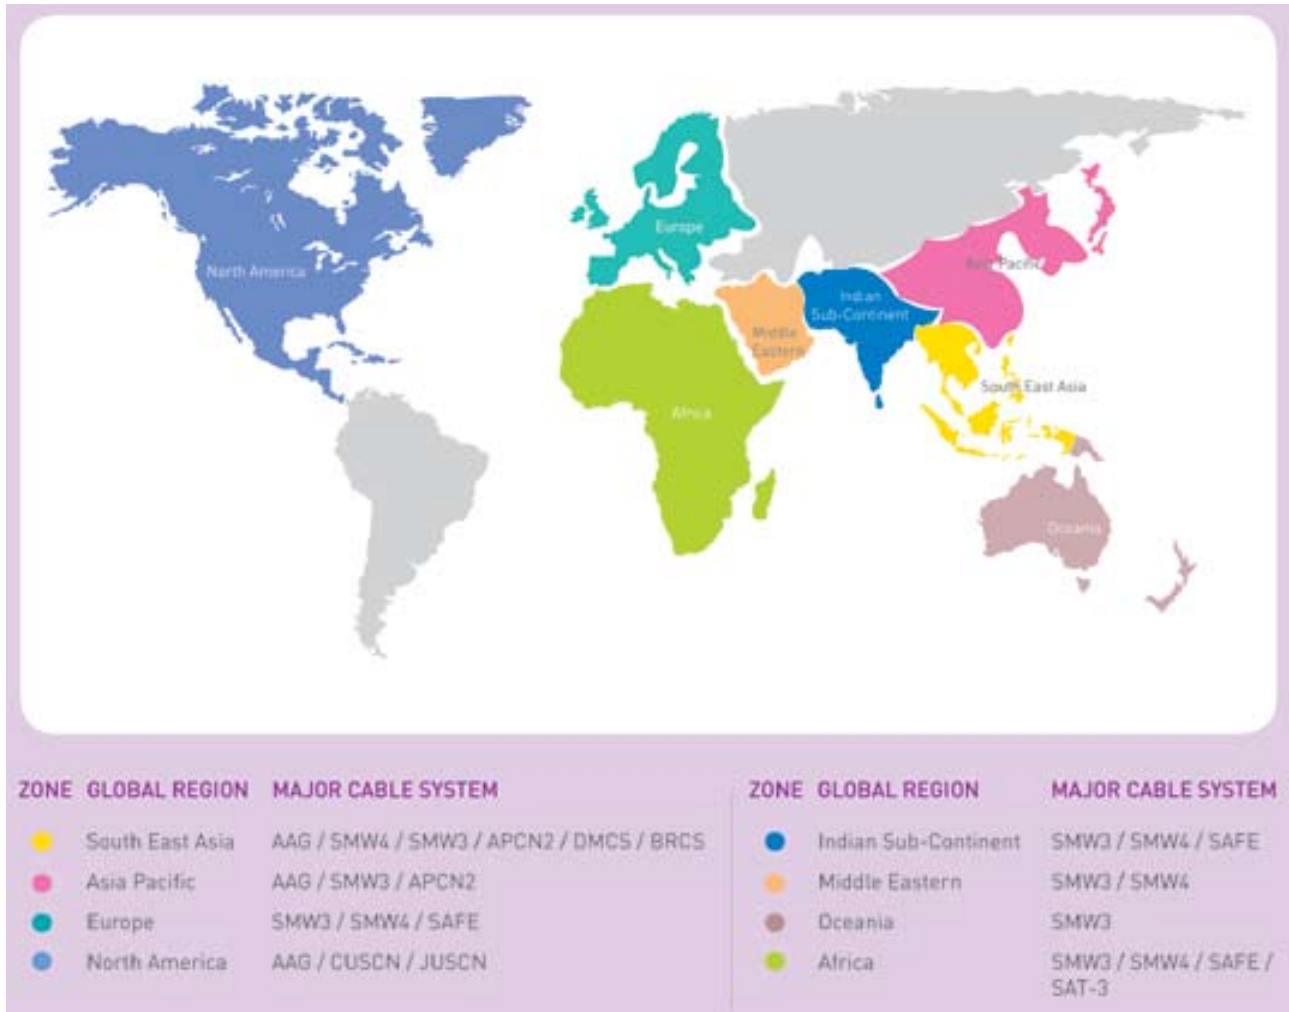 North America
Europe
Asia Pacific
Indian
Sub-Continent
Middle
Eastern
South East Asia
Africa
Oceania
ZONE GLOBAL REGION MAJOR CABLE SYSTEM
South East Asia AAG / SMW4 / SMW3 / APCN2 / DMCS / BRCS
Asia Pacific AAG / SMW3 / APCN2
Europe SMW3 / SMW4 / SAFE
North America AAG / CUSCN / JUSCN
ZONE GLOBAL REGION MAJOR CABLE SYSTEM
Indian Sub-Continent SMW3 / SMW4 / SAFE
Middle Eastern SMW3 / SMW4
Oceania SMW3
Africa SMW3 / SMW4 / SAFE /
SAT-3